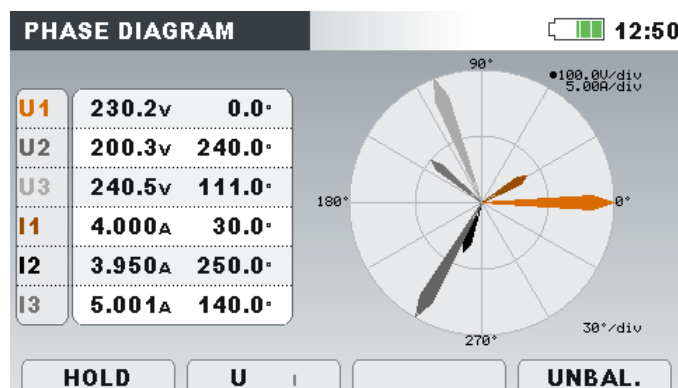 PHASE DIAGRAM 12:50
●100.0V/div
5.00A/div
90°
U1 230.2V 0.0°
U2 200.3V 240.0°
U3 240.5V 111.0°
180° 0°
I1 4.000A 30.0°
I2 3.950A 250.0°
I3 5.001A 140.0°
30°/div
270°
HOLD U I UNBAL.